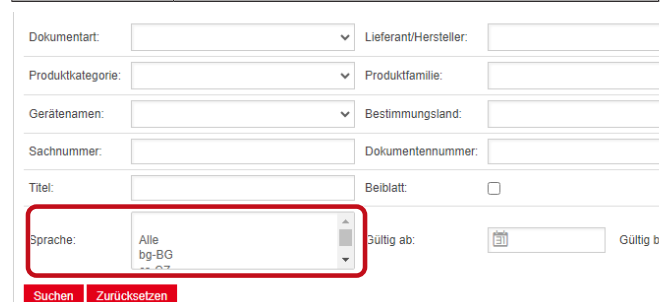 Dokumentart: Lieferant/Hersteller:
Produktkategorie: Produktfamilie:
Gerätenamen: Bestimmungsland:
Sachnummer: Dokumentennummer:
Titel: Beiblatt:
Alle
Sprache: bg-BG Gültig ab: Gültig b
Suchen Zurücksetzen